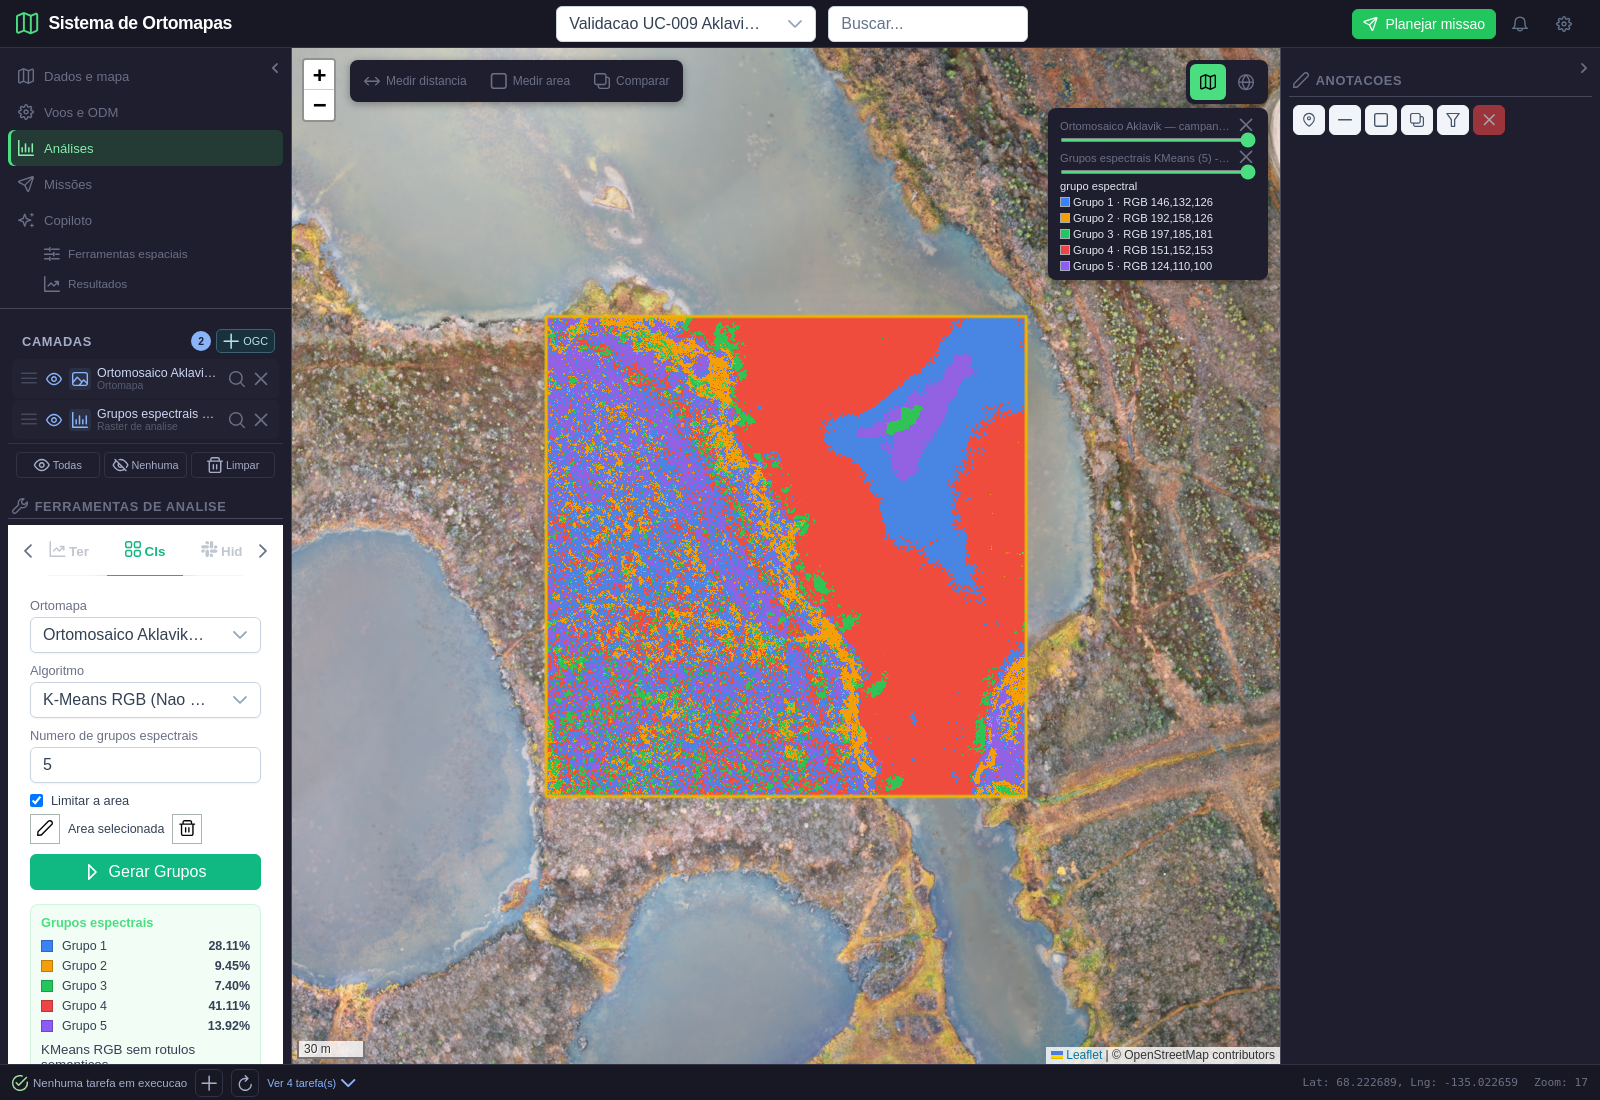 Sistema de Ortomapas
Validacao UC-009 Aklavi…
Buscar...
Planejar missao
Dados e mapa
Voos e ODM
Análises
Missões
Copiloto
Ferramentas espaciais
Resultados
CAMADAS
2
OGC
Ortomosaico Aklavi…
Ortomapa
Grupos espectrais …
Raster de analise
Todas
Nenhuma
Limpar
FERRAMENTAS DE ANALISE
Ter
Cls
Hid
Ortomapa
Ortomosaico Aklavik…
Algoritmo
K-Means RGB (Nao …
Numero de grupos espectrais
5
Limitar a area
Area selecionada
Gerar Grupos
Grupos espectrais
Grupo 1 28.11%
Grupo 2 9.45%
Grupo 3 7.40%
Grupo 4 41.11%
Grupo 5 13.92%
KMeans RGB sem rotulos
semanticos
+
−
Medir distancia
Medir area
Comparar
Ortomosaico Aklavik — campan…
Grupos espectrais KMeans (5) -…
grupo espectral
Grupo 1 · RGB 146,132,126
Grupo 2 · RGB 192,158,126
Grupo 3 · RGB 197,185,181
Grupo 4 · RGB 151,152,153
Grupo 5 · RGB 124,110,100
30 m
Leaflet | © OpenStreetMap contributors
ANOTACOES
Nenhuma tarefa em execucao
Ver 4 tarefa(s)
Lat: 68.222689, Lng: -135.022659
Zoom: 17